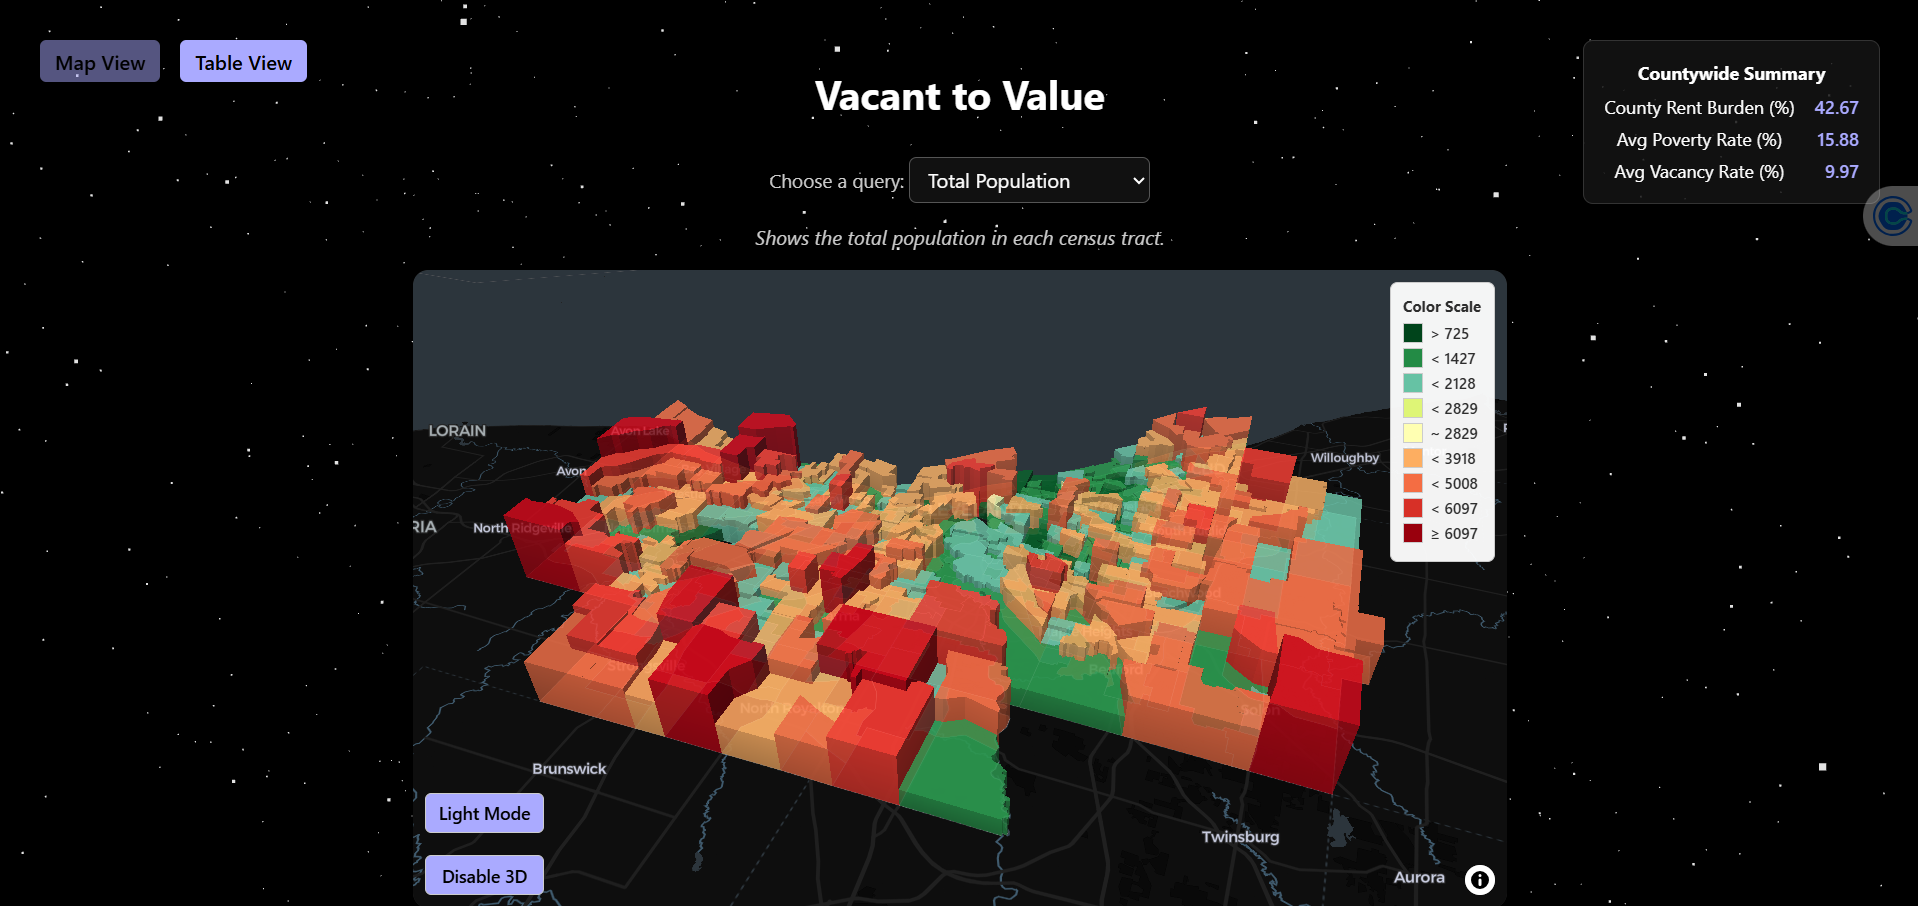 Map View
Table View
Vacant to Value
Choose a query:
Total Population
Shows the total population in each census tract.
Countywide Summary
County Rent Burden (%) 42.67
Avg Poverty Rate (%) 15.88
Avg Vacancy Rate (%) 9.97
Color Scale
> 725
< 1427
< 2128
< 2829
~ 2829
< 3918
< 5008
< 6097
≥ 6097
LORAIN
Avon Lake
Avon
Willoughby
RIA
North Ridgeville
North Royalton
Solon
Brunswick
Twinsburg
Aurora
Light Mode
Disable 3D